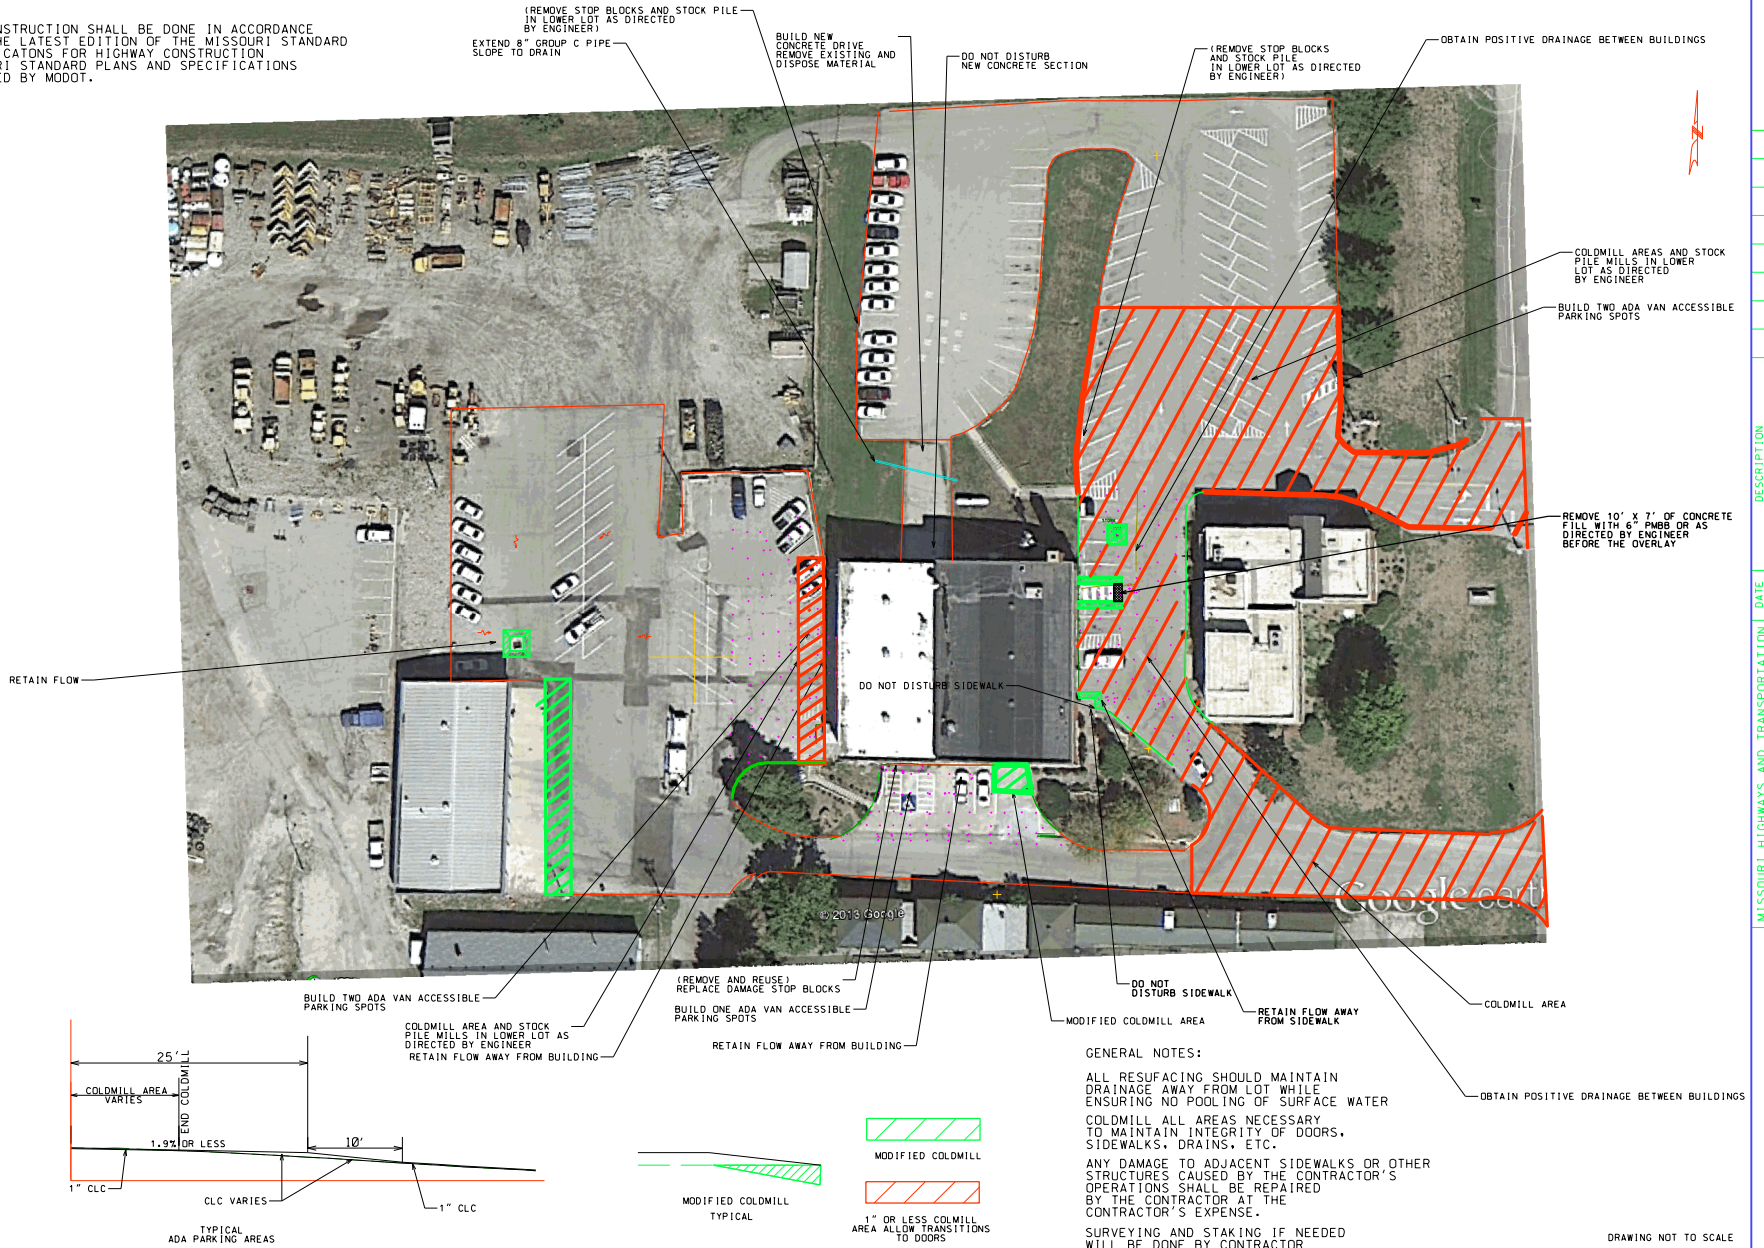 NSTRUCTION SHALL BE DONE IN ACCORDANCE
HE LATEST EDITION OF THE MISSOURI STANDARD
CATONS FOR HIGHWAY CONSTRUCTION
RI STANDARD PLANS AND SPECIFICATIONS
ED BY MODOT.
(REMOVE STOP BLOCKS AND STOCK PILE
IN LOWER LOT AS DIRECTED
BY ENGINEER)
EXTEND 8" GROUP C PIPE
SLOPE TO DRAIN
BUILD NEW
CONCRETE DRIVE
REMOVE EXISTING AND
DISPOSE MATERIAL
DO NOT DISTURB
NEW CONCRETE SECTION
(REMOVE STOP BLOCKS
AND STOCK PILE
IN LOWER LOT AS DIRECTED
BY ENGINEER)
OBTAIN POSITIVE DRAINAGE BETWEEN BUILDINGS
N
COLDMILL AREAS AND STOCK
PILE MILLS IN LOWER
LOT AS DIRECTED
BY ENGINEER
BUILD TWO ADA VAN ACCESSIBLE
PARKING SPOTS
REMOVE 10' X 7' OF CONCRETE
FILL WITH 6" PMBB OR AS
DIRECTED BY ENGINEER
BEFORE THE OVERLAY
DESCRIPTION
DATE
MISSOURI HIGHWAYS AND TRANSPORTATION
RETAIN FLOW
DO NOT DISTURB SIDEWALK
© 2013 Google
Google eart
BUILD TWO ADA VAN ACCESSIBLE
PARKING SPOTS
COLDMILL AREA AND STOCK
PILE MILLS IN LOWER LOT AS
DIRECTED BY ENGINEER
RETAIN FLOW AWAY FROM BUILDING
(REMOVE AND REUSE)
REPLACE DAMAGE STOP BLOCKS
BUILD ONE ADA VAN ACCESSIBLE
PARKING SPOTS
RETAIN FLOW AWAY FROM BUILDING
MODIFIED COLDMILL AREA
DO NOT
DISTURB SIDEWALK
RETAIN FLOW AWAY
FROM SIDEWALK
COLDMILL AREA
OBTAIN POSITIVE DRAINAGE BETWEEN BUILDINGS
25'
COLDMILL AREA
VARIES
END COLDMILL
1.9% OR LESS
10'
1" CLC
CLC VARIES
1" CLC
TYPICAL
ADA PARKING AREAS
MODIFIED COLDMILL
TYPICAL
MODIFIED COLDMILL
1" OR LESS COLMILL
AREA ALLOW TRANSITIONS
TO DOORS
GENERAL NOTES:
ALL RESUFACING SHOULD MAINTAIN
DRAINAGE AWAY FROM LOT WHILE
ENSURING NO POOLING OF SURFACE WATER
COLDMILL ALL AREAS NECESSARY
TO MAINTAIN INTEGRITY OF DOORS,
SIDEWALKS, DRAINS, ETC.
ANY DAMAGE TO ADJACENT SIDEWALKS OR OTHER
STRUCTURES CAUSED BY THE CONTRACTOR'S
OPERATIONS SHALL BE REPAIRED
BY THE CONTRACTOR AT THE
CONTRACTOR'S EXPENSE.
SURVEYING AND STAKING IF NEEDED
WILL BE DONE BY CONTRACTOR
DRAWING NOT TO SCALE